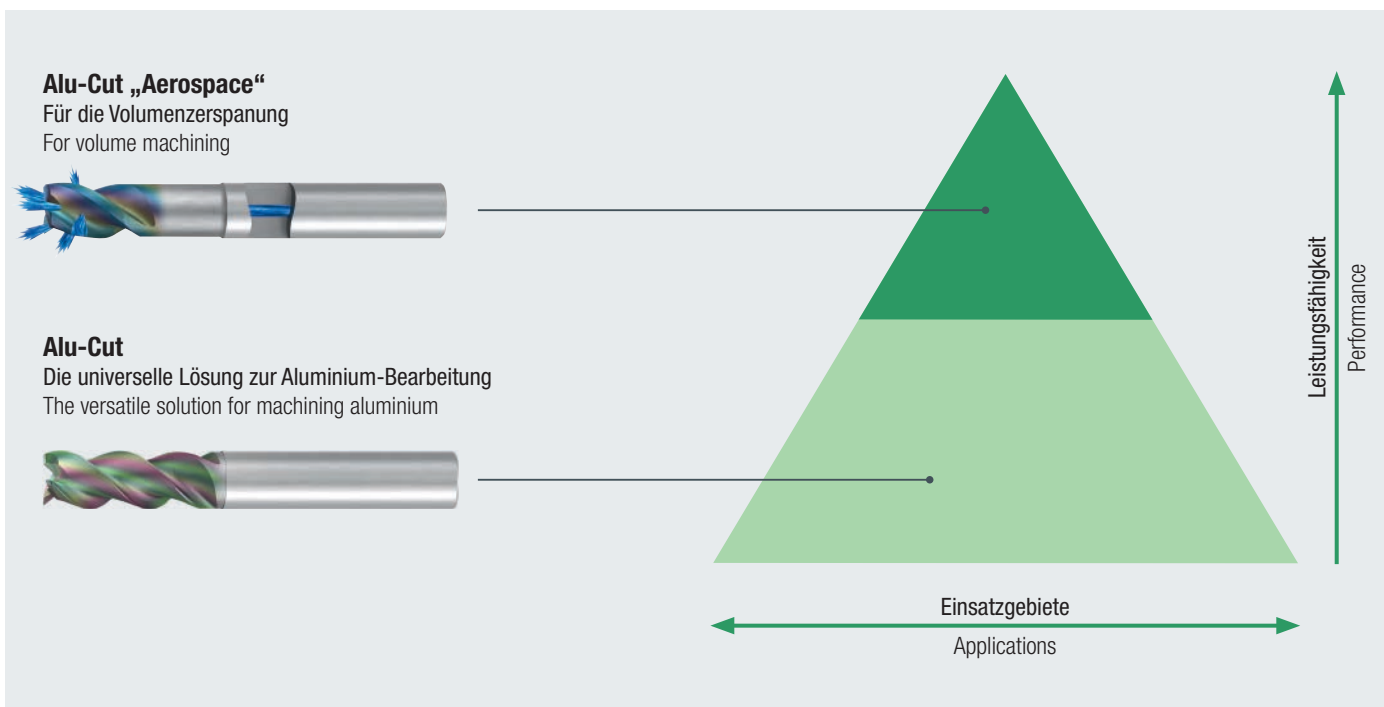 Alu-Cut „Aerospace“
Für die Volumenzerspanung
For volume machining
Alu-Cut
Die universelle Lösung zur Aluminium-Bearbeitung
The versatile solution for machining aluminium
Leistungsfähigkeit
Performance
Einsatzgebiete
Applications